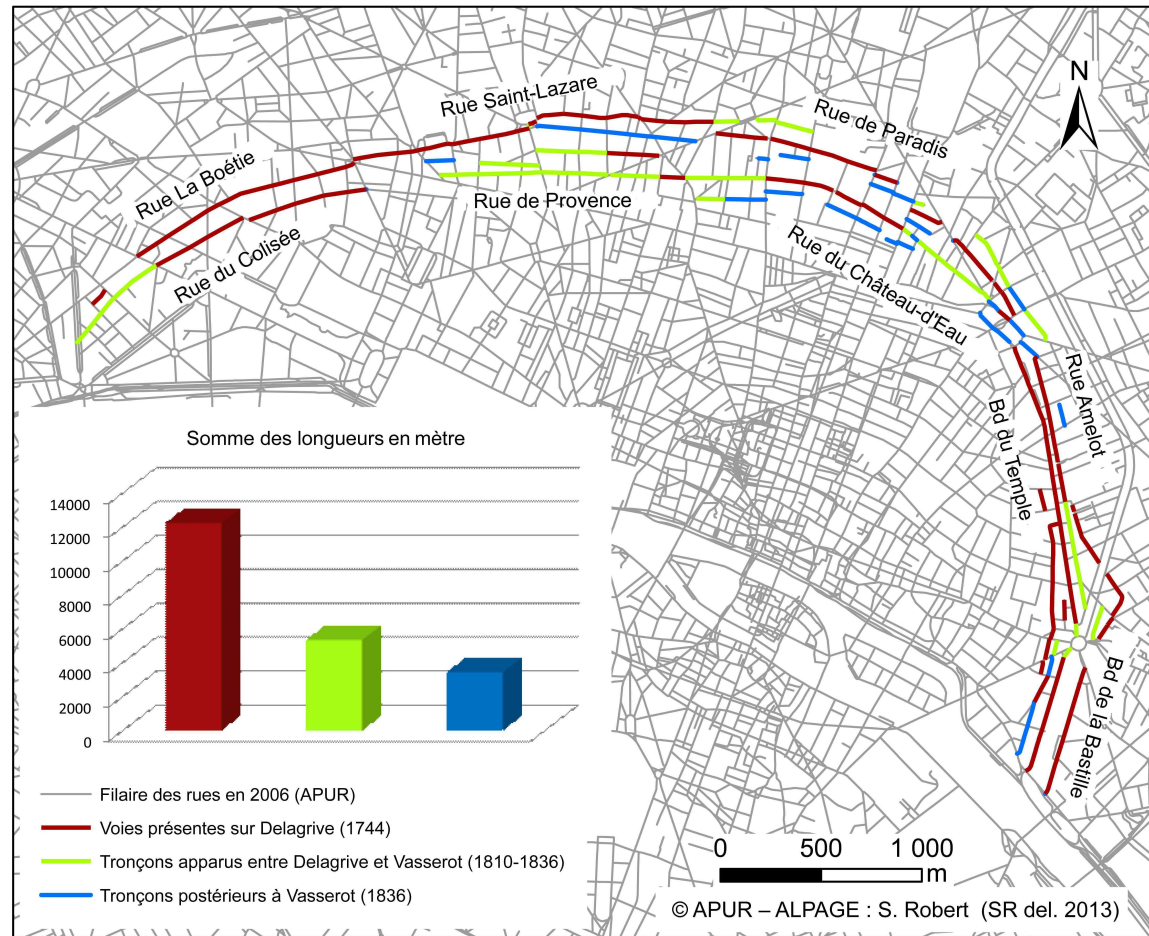 Rue Saint-Lazare
Rue de Paradis
N
Rue La Boétie
Rue de Provence
Rue du Colisée
Rue du Château-d'Eau
Rue Amelot
Bd du Temple
Bd de la Bastille
Somme des longueurs en mètre
14000
12000
10000
8000
6000
4000
2000
0
Filaire des rues en 2006 (APUR)
Voies présentes sur Delagrive (1744)
Tronçons apparus entre Delagrive et Vasserot (1810-1836)
Tronçons postérieurs à Vasserot (1836)
0 500 1 000
m
© APUR – ALPAGE : S. Robert (SR del. 2013)